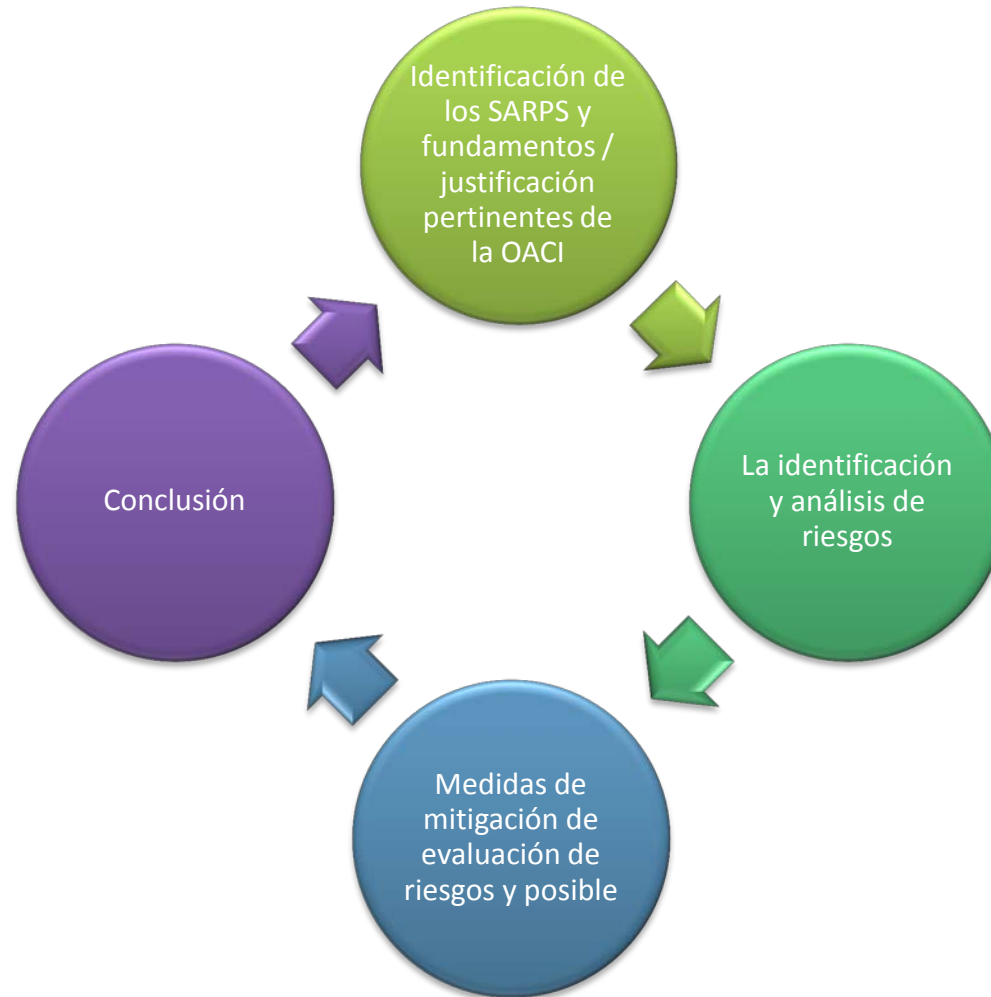 Identificación de
los SARPS y
fundamentos /
justificación
pertinentes de
la OACI
La identificación
y análisis de
riesgos
Medidas de
mitigación de
evaluación de
riesgos y posible
Conclusión